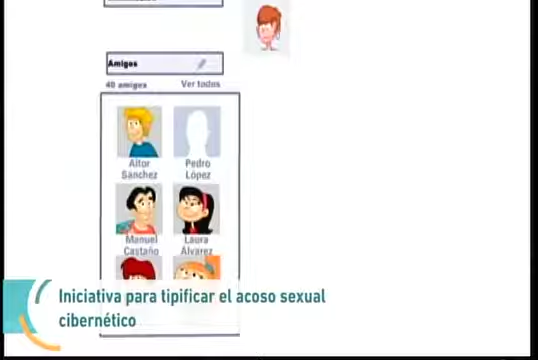 Amigos
40 amigos
Ver todos
Aitor
Sánchez
Pedro
López
Manuel
Castaño
Laura
Álvarez
Iniciativa para tipificar el acoso sexual
cibernético